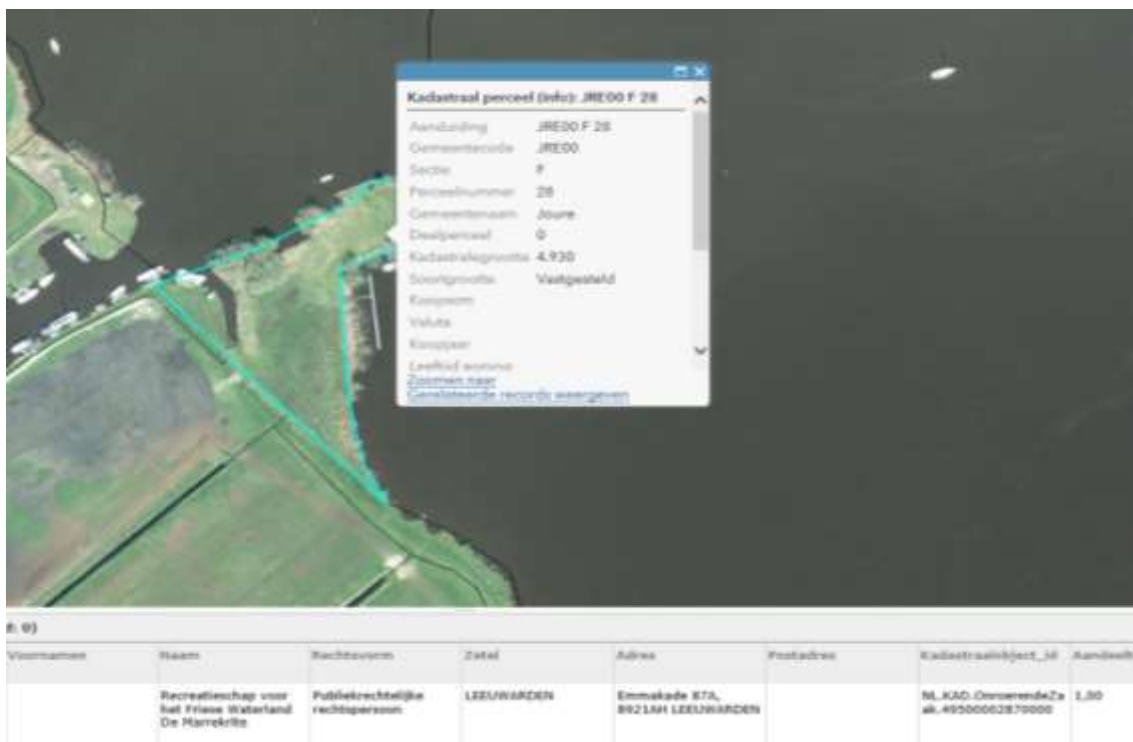 Kadastraal perceel (info): JRE00 F 28
Aanduiding JRE00 F 28
Gemeentecode JRE00
Sectie F
Perceelnummer 28
Gemeentenaam Joure
Deelperceel 0
Kadastralegrootte 4.930
Soortgrootte Vastgesteld
Koopsom
Valuta
Koopjaar
Leeftijd
Zoomen naar
Gerelateerde records weergeven
d: 0)
Voornamen Naam Rechtsvorm Zetel Adres Postadres Kadastraalobject_id
Recreatieschap voor Publiekrechtelijke LEEUWARDEN Emmakade 87A, NL.KAD.OnroerendeZa 1,00
het Friese Waterland rechtspersoon 8921AH LEEUWARDEN ak.49500002870000
De Marrekrite